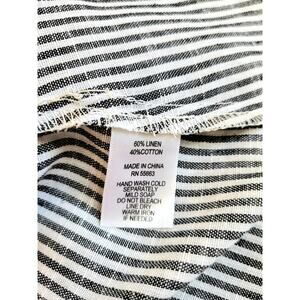 60% LINEN
40%COTTON
MADE IN CHINA
RN 55663
HAND WASH COLD
SEPARATELY
MILD SOAP
DO NOT BLEACH
LINE DRY
WARM IRON
IF NEEDED